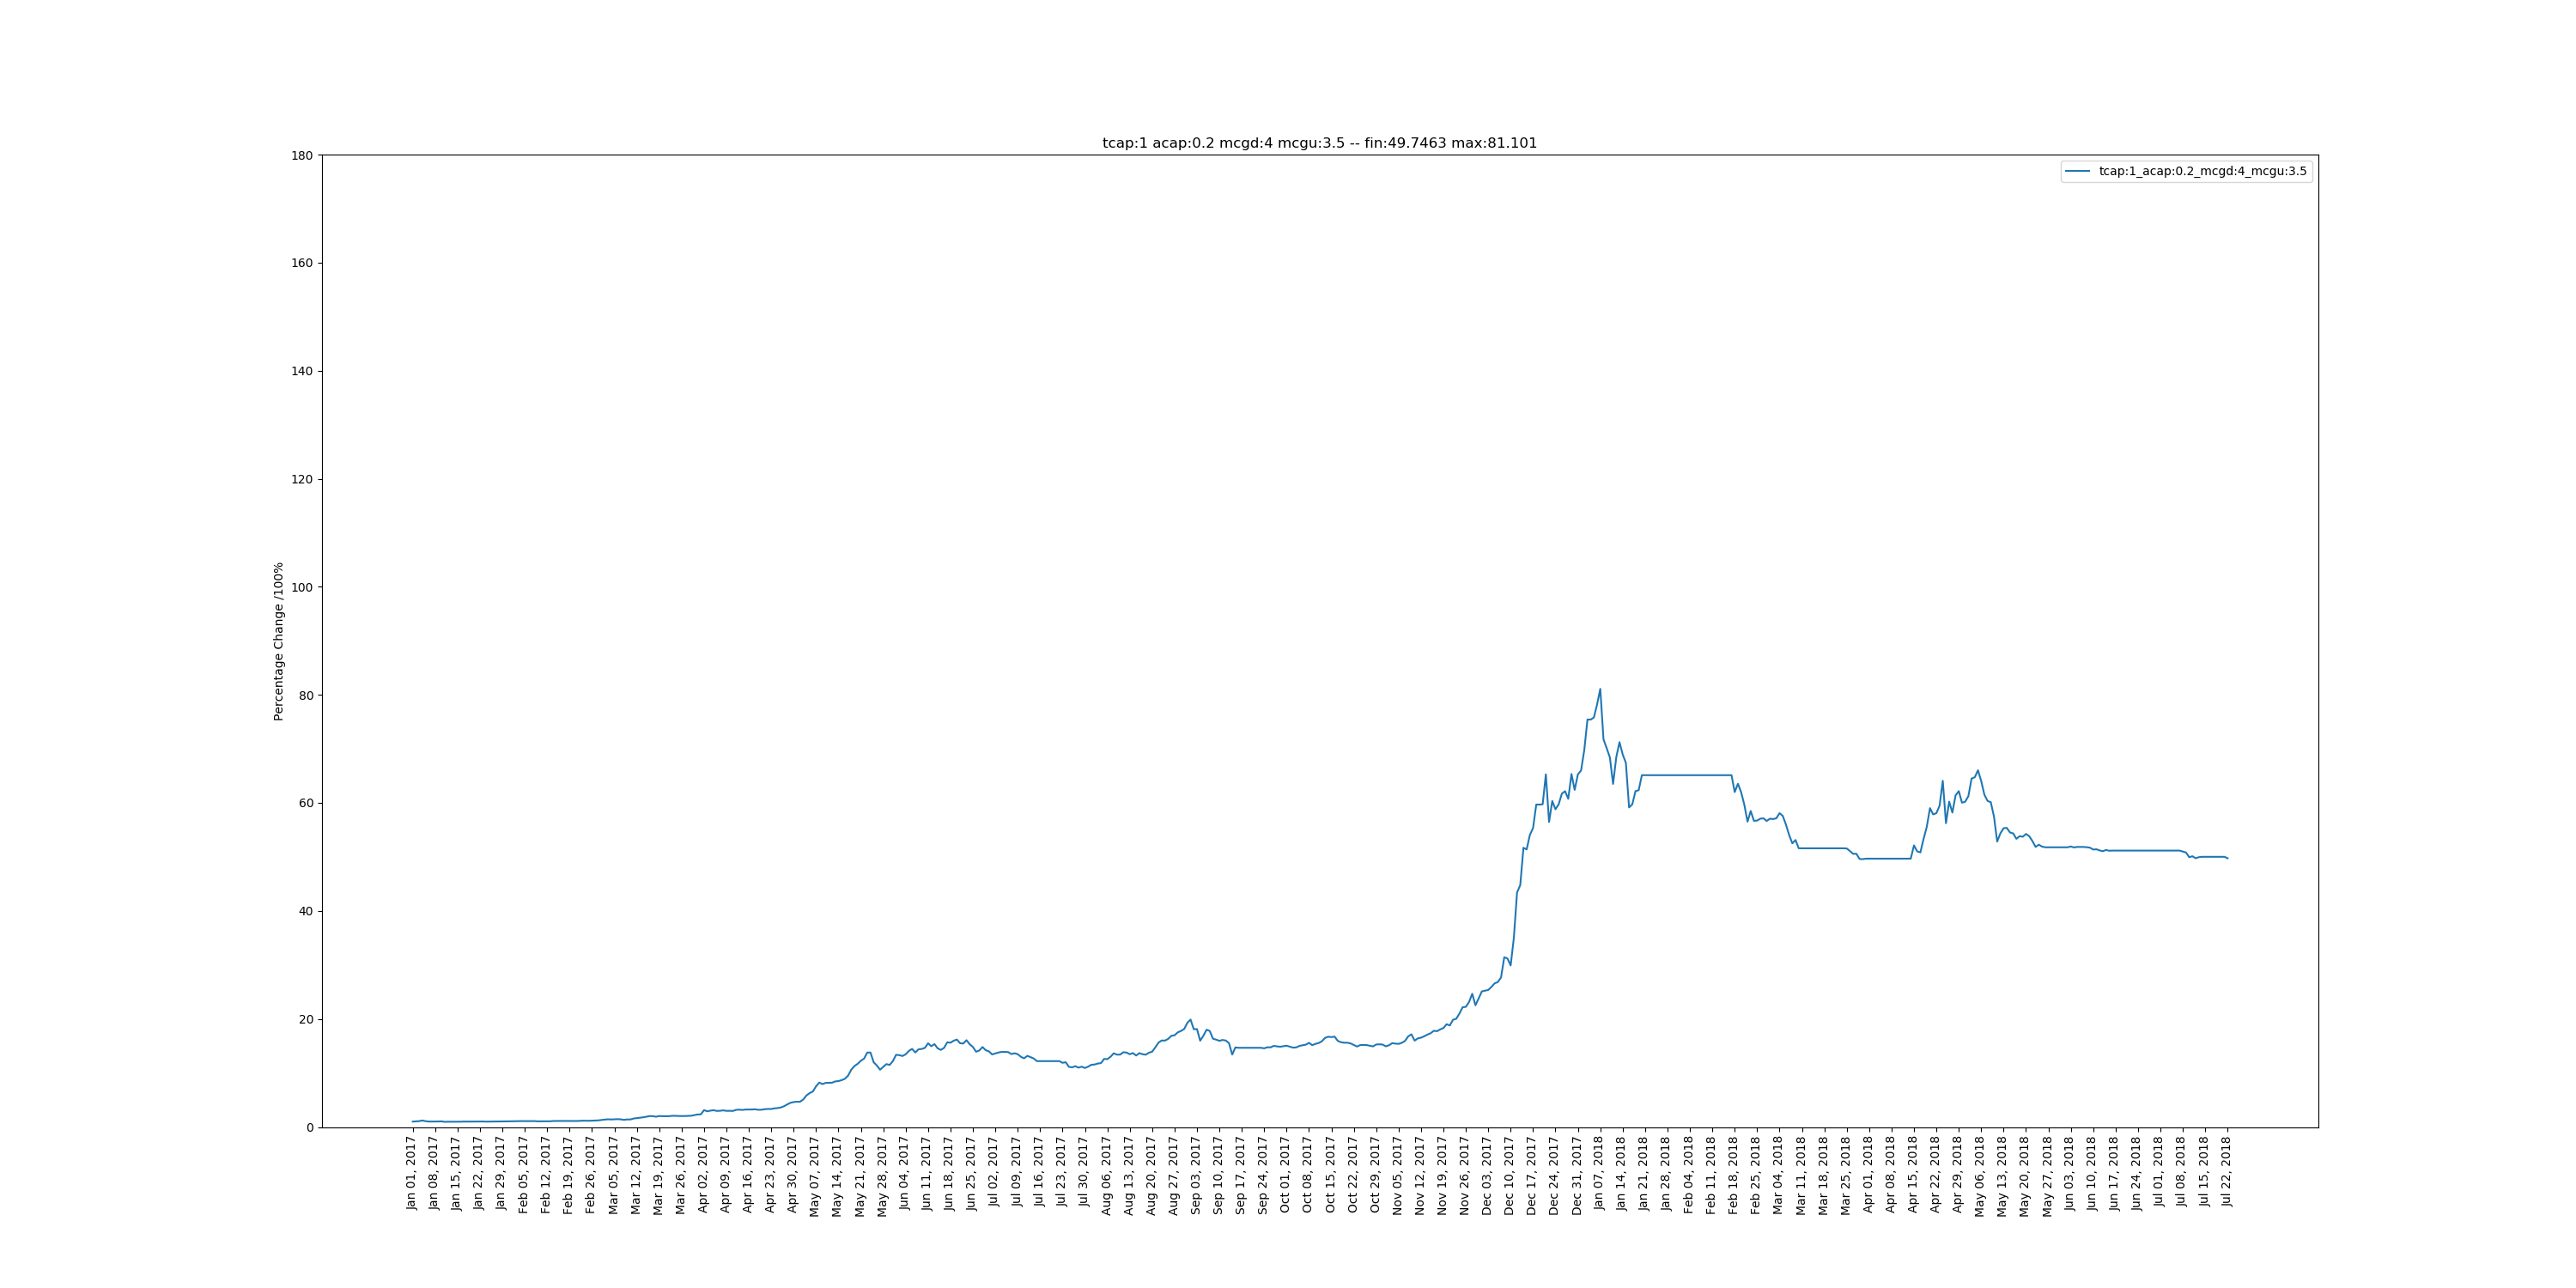 tcap:1 acap:0.2 mcgd:4 mcgu:3.5 -- fin:49.7463 max:81.101
tcap:1_acap:0.2_mcgd:4_mcgu:3.5
Percentage Change /100%
180
160
140
120
100
80
60
40
20
0
Jan 01, 2017
Jan 08, 2017
Jan 15, 2017
Jan 22, 2017
Jan 29, 2017
Feb 05, 2017
Feb 12, 2017
Feb 19, 2017
Feb 26, 2017
Mar 05, 2017
Mar 12, 2017
Mar 19, 2017
Mar 26, 2017
Apr 02, 2017
Apr 09, 2017
Apr 16, 2017
Apr 23, 2017
Apr 30, 2017
May 07, 2017
May 14, 2017
May 21, 2017
May 28, 2017
Jun 04, 2017
Jun 11, 2017
Jun 18, 2017
Jun 25, 2017
Jul 02, 2017
Jul 09, 2017
Jul 16, 2017
Jul 23, 2017
Jul 30, 2017
Aug 06, 2017
Aug 13, 2017
Aug 20, 2017
Aug 27, 2017
Sep 03, 2017
Sep 10, 2017
Sep 17, 2017
Sep 24, 2017
Oct 01, 2017
Oct 08, 2017
Oct 15, 2017
Oct 22, 2017
Oct 29, 2017
Nov 05, 2017
Nov 12, 2017
Nov 19, 2017
Nov 26, 2017
Dec 03, 2017
Dec 10, 2017
Dec 17, 2017
Dec 24, 2017
Dec 31, 2017
Jan 07, 2018
Jan 14, 2018
Jan 21, 2018
Jan 28, 2018
Feb 04, 2018
Feb 11, 2018
Feb 18, 2018
Feb 25, 2018
Mar 04, 2018
Mar 11, 2018
Mar 18, 2018
Mar 25, 2018
Apr 01, 2018
Apr 08, 2018
Apr 15, 2018
Apr 22, 2018
Apr 29, 2018
May 06, 2018
May 13, 2018
May 20, 2018
May 27, 2018
Jun 03, 2018
Jun 10, 2018
Jun 17, 2018
Jun 24, 2018
Jul 01, 2018
Jul 08, 2018
Jul 15, 2018
Jul 22, 2018